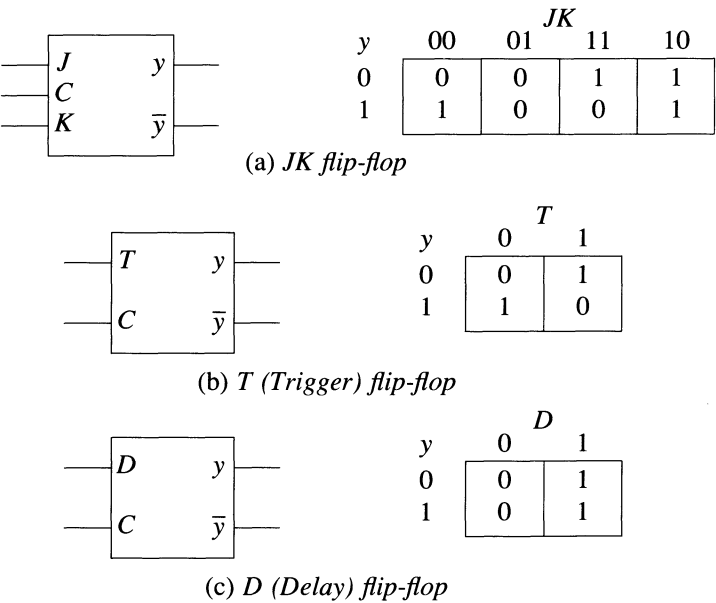 J y
C
K y̅
JK
y 00 01 11 10
0 0 0 1 1
1 1 0 0 1
(a) JK flip-flop
T y
C y̅
T
y 0 1
0 0 1
1 1 0
(b) T (Trigger) flip-flop
D y
C y̅
D
y 0 1
0 0 1
1 0 1
(c) D (Delay) flip-flop